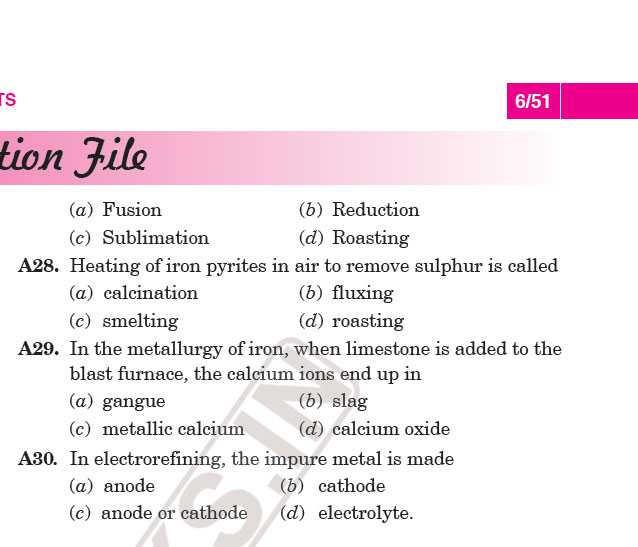 TS
6/51
tion File
(a) Fusion (b) Reduction
(c) Sublimation (d) Roasting
A28. Heating of iron pyrites in air to remove sulphur is called
(a) calcination (b) fluxing
(c) smelting (d) roasting
A29. In the metallurgy of iron, when limestone is added to the
blast furnace, the calcium ions end up in
(a) gangue (b) slag
(c) metallic calcium (d) calcium oxide
A30. In electrorefining, the impure metal is made
(a) anode (b) cathode
(c) anode or cathode (d) electrolyte.
KS.IN